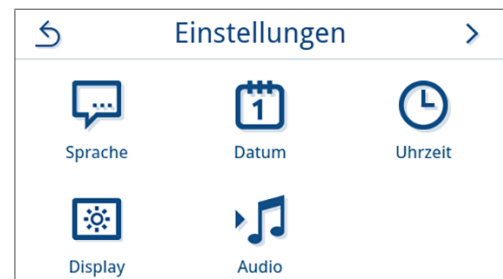 Einstellungen
Sprache
Datum
1
Uhrzeit
Display
Audio